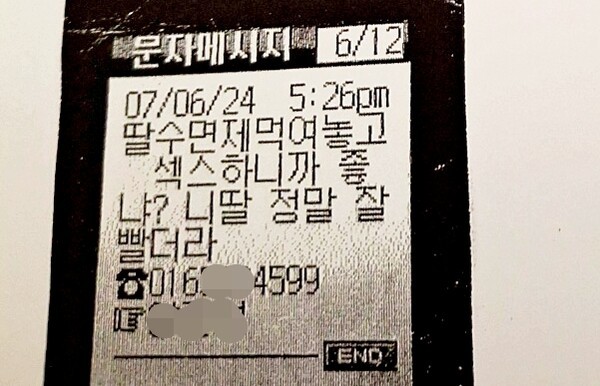 문자메시지 6/12
07/06/24 5:26pm
딸수면제먹여놓고
섹스하니까 좋
냐? 니딸 정말 잘
빨더라
☎016 4599
☞
END